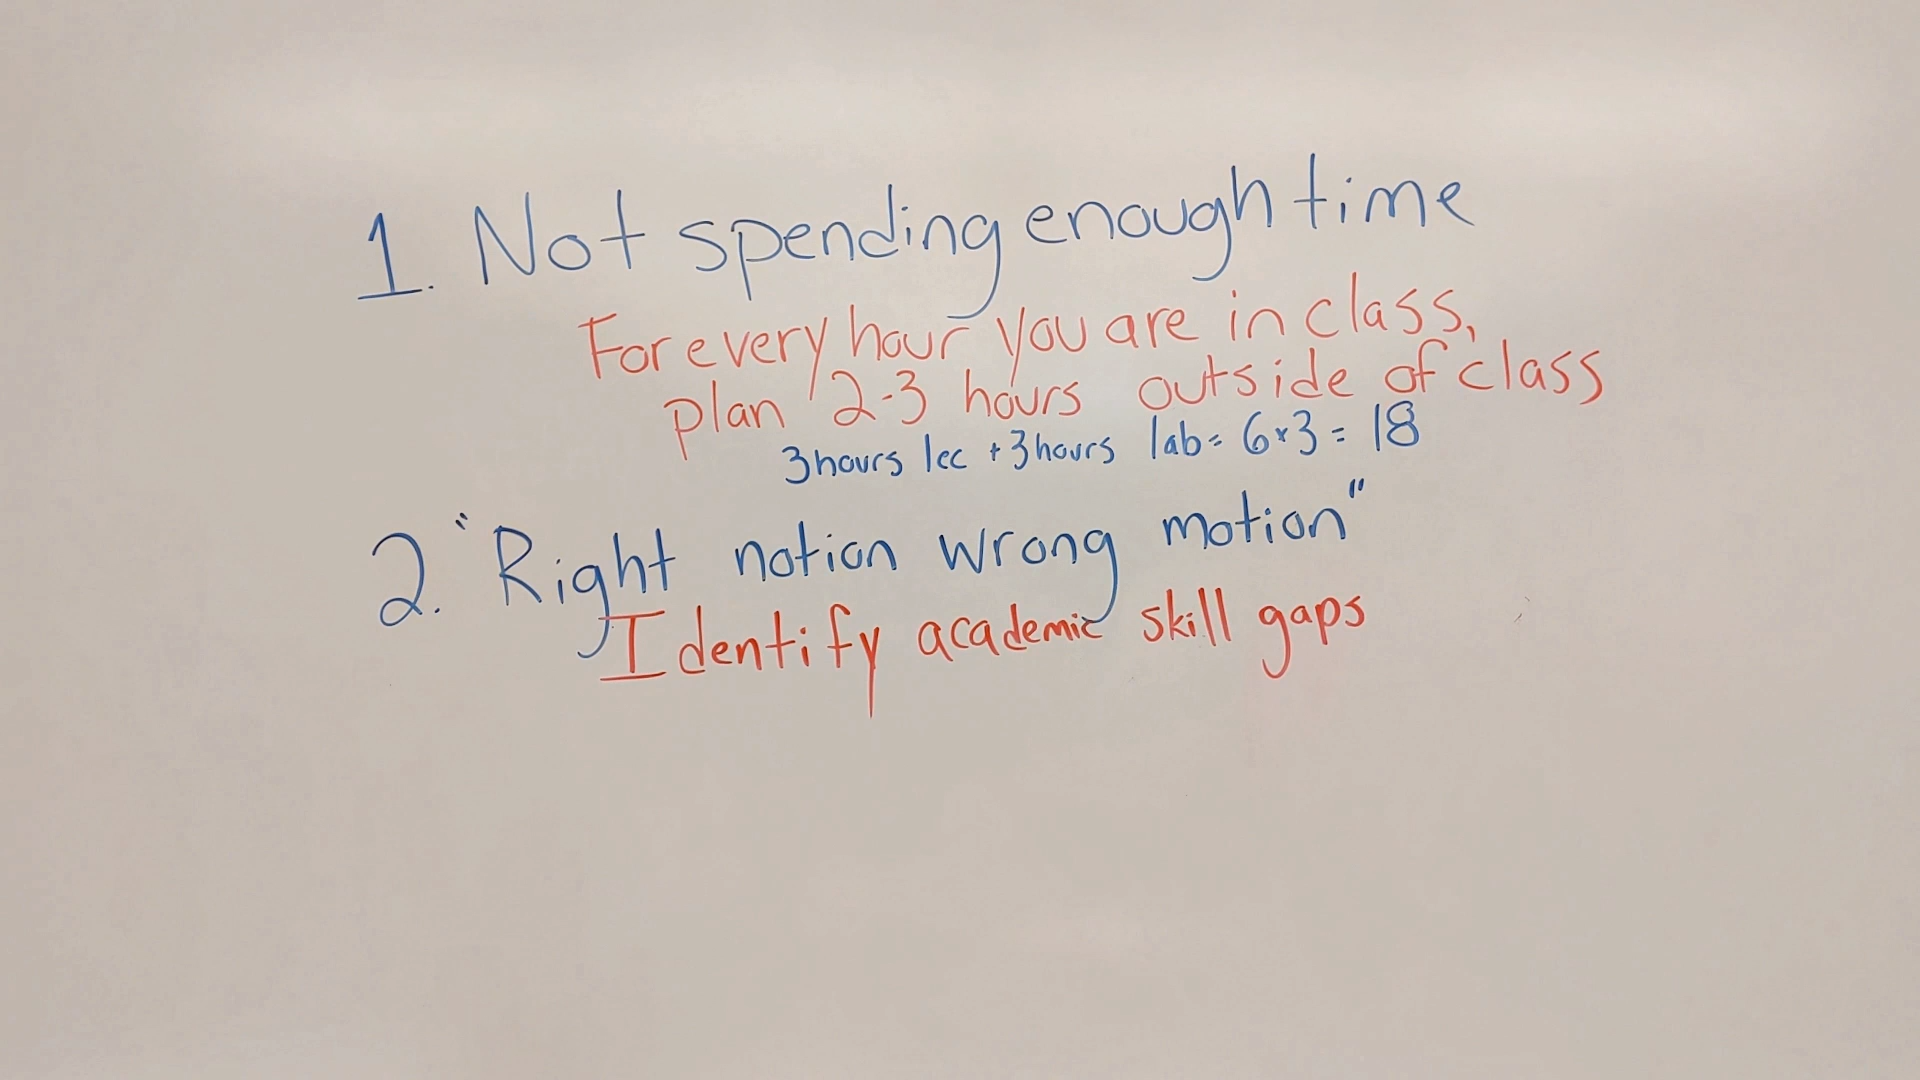 1. Not spending enough time
For every hour you are in class,
plan 2-3 hours outside of class
3hours lec + 3hours lab = 6x3 = 18
2. "Right notion wrong motion"
Identify academic skill gaps